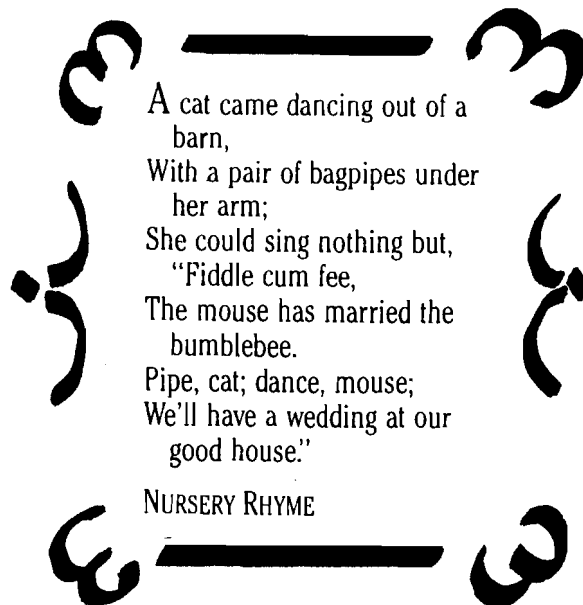 A cat came dancing out of a
barn,
With a pair of bagpipes under
her arm;
She could sing nothing but,
“Fiddle cum fee,
The mouse has married the
bumblebee.
Pipe, cat; dance, mouse;
We’ll have a wedding at our
good house.”
NURSERY RHYME